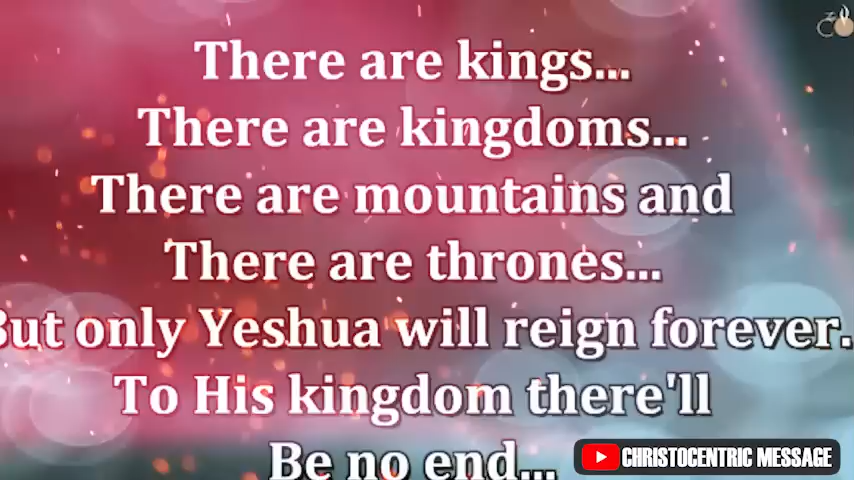 There are kings...
There are kingdoms...
There are mountains and
There are thrones...
But only Yeshua will reign forever.
To His kingdom there'll
Be no end...
CHRISTOCENTRIC MESSAGE